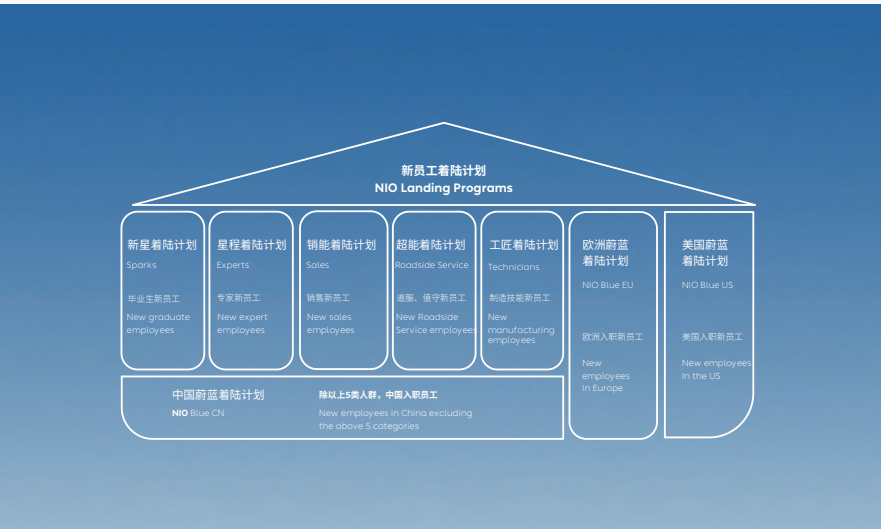 新员工着陆计划
NIO Landing Programs
新星着陆计划
Sparks
毕业生新员工
New graduate
employees
星程着陆计划
Experts
专家新员工
New expert
employees
销能着陆计划
Sales
销售新员工
New sales
employees
超能着陆计划
Roadside Service
道服、值守新员工
New Roadside
Service employees
工匠着陆计划
Technicians
制造技能新员工
New
manufacturing
employees
欧洲蔚蓝
着陆计划
NIO Blue EU
欧洲入职新员工
New
employees
in Europe
美国蔚蓝
着陆计划
NIO Blue US
美国入职新员工
New employees
in the US
中国蔚蓝着陆计划
NIO Blue CN
除以上5类人群，中国入职员工
New employees in China excluding
the above 5 categories